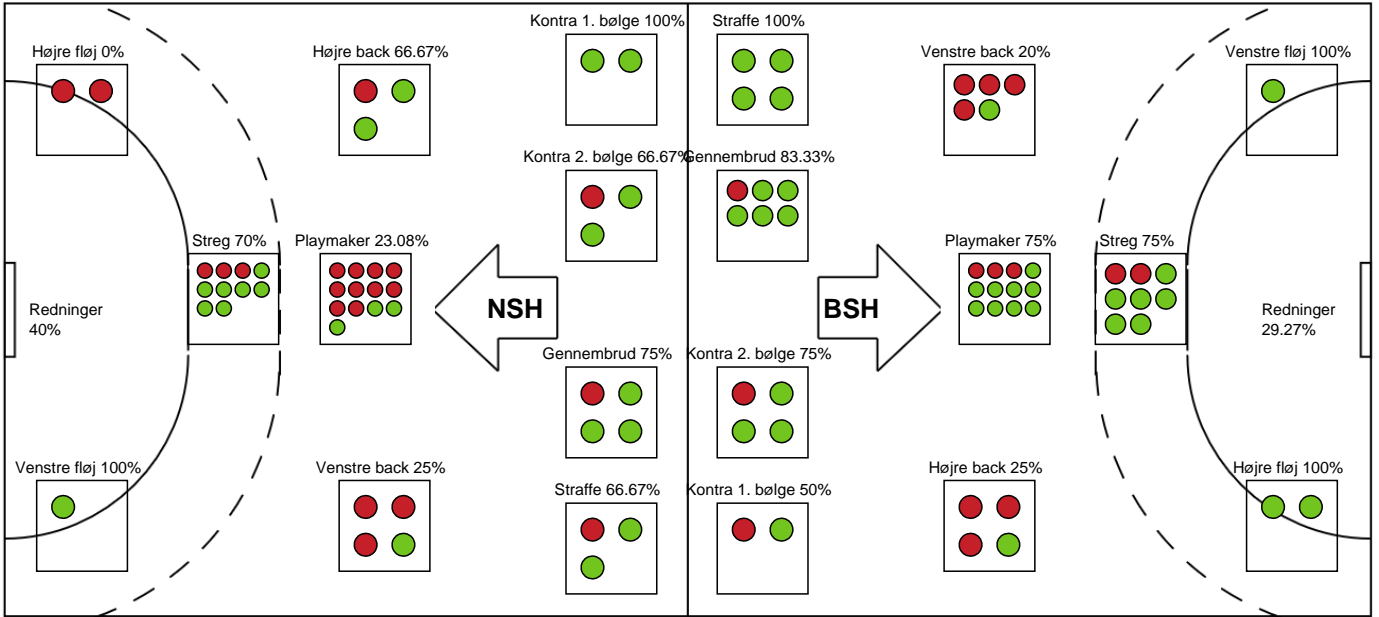 Kontra 1. bølge 100%
Straffe 100%
Højre fløj 0%
Højre back 66.67%
Venstre back 20%
Venstre fløj 100%
Kontra 2. bølge 66.67%
Gennembrud 83.33%
Streg 70%
Playmaker 23.08%
Playmaker 75%
Streg 75%
NSH
BSH
Redninger
40%
Redninger
29.27%
Gennembrud 75%
Kontra 2. bølge 75%
Venstre fløj 100%
Venstre back 25%
Højre back 25%
Højre fløj 100%
Straffe 66.67%
Kontra 1. bølge 50%